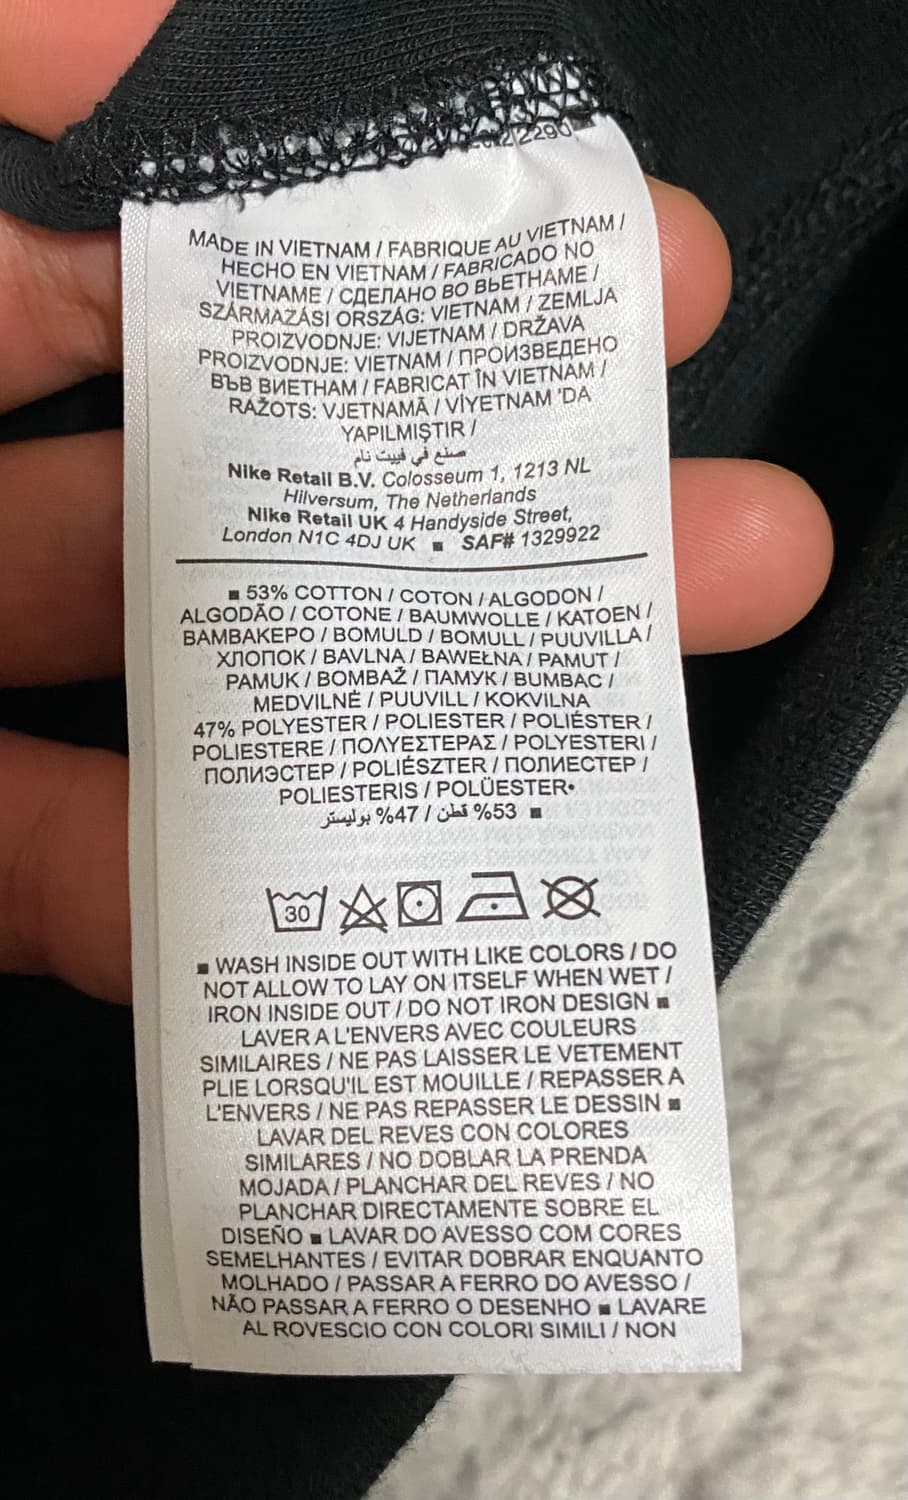 2290
MADE IN VIETNAM / FABRIQUE AU VIETNAM /
HECHO EN VIETNAM / FABRICADO NO
VIETNAME / СДЕЛАНО ВО ВЬЕТНАМЕ /
SZÁRMAZÁSI ORSZÁG: VIETNAM / ZEMLJA
PROIZVODNJE: VIJETNAM / DRŽAVA
PROIZVODNJE: VIETNAM / ПРОИЗВЕДЕНО
ВЪВ ВИЕТНАМ / FABRICAT ÎN VIETNAM /
RAŽOTS: VJETNAMĀ / VİYETNAM 'DA
YAPILMIŞTIR /
صنع في فييت نام
Nike Retail B.V. Colosseum 1, 1213 NL
Hilversum, The Netherlands
Nike Retail UK 4 Handyside Street,
London N1C 4DJ UK ■ SAF# 1329922
■ 53% COTTON / COTON / ALGODON /
ALGODÃO / COTONE / BAUMWOLLE / KATOEN /
ΒΑΜΒΑΚΕΡΟ / BOMULD / BOMULL / PUUVILLA /
ХЛОПОК / BAVLNA / BAWEŁNA / PAMUT /
PAMUK / BOMBAŽ / ПАМУК / BUMBAC /
MEDVILNĖ / PUUVILL / KOKVILNA
47% POLYESTER / POLIESTER / POLIÉSTER /
POLIESTERE / ΠΟΛΥΕΣΤΕΡΑΣ / POLYESTERI /
ПОЛИЭСТЕР / POLIÉSZTER / ПОЛИЕСТЕР /
POLIESTERIS / POLÜESTER•
■ 53% قطن / 47% بوليستر
30
■ WASH INSIDE OUT WITH LIKE COLORS / DO
NOT ALLOW TO LAY ON ITSELF WHEN WET /
IRON INSIDE OUT / DO NOT IRON DESIGN ■
LAVER A L'ENVERS AVEC COULEURS
SIMILAIRES / NE PAS LAISSER LE VETEMENT
PLIE LORSQU'IL EST MOUILLE / REPASSER A
L'ENVERS / NE PAS REPASSER LE DESSIN ■
LAVAR DEL REVES CON COLORES
SIMILARES / NO DOBLAR LA PRENDA
MOJADA / PLANCHAR DEL REVES / NO
PLANCHAR DIRECTAMENTE SOBRE EL
DISEÑO ■ LAVAR DO AVESSO COM CORES
SEMELHANTES / EVITAR DOBRAR ENQUANTO
MOLHADO / PASSAR A FERRO DO AVESSO /
NÃO PASSAR A FERRO O DESENHO ■ LAVARE
AL ROVESCIO CON COLORI SIMILI / NON